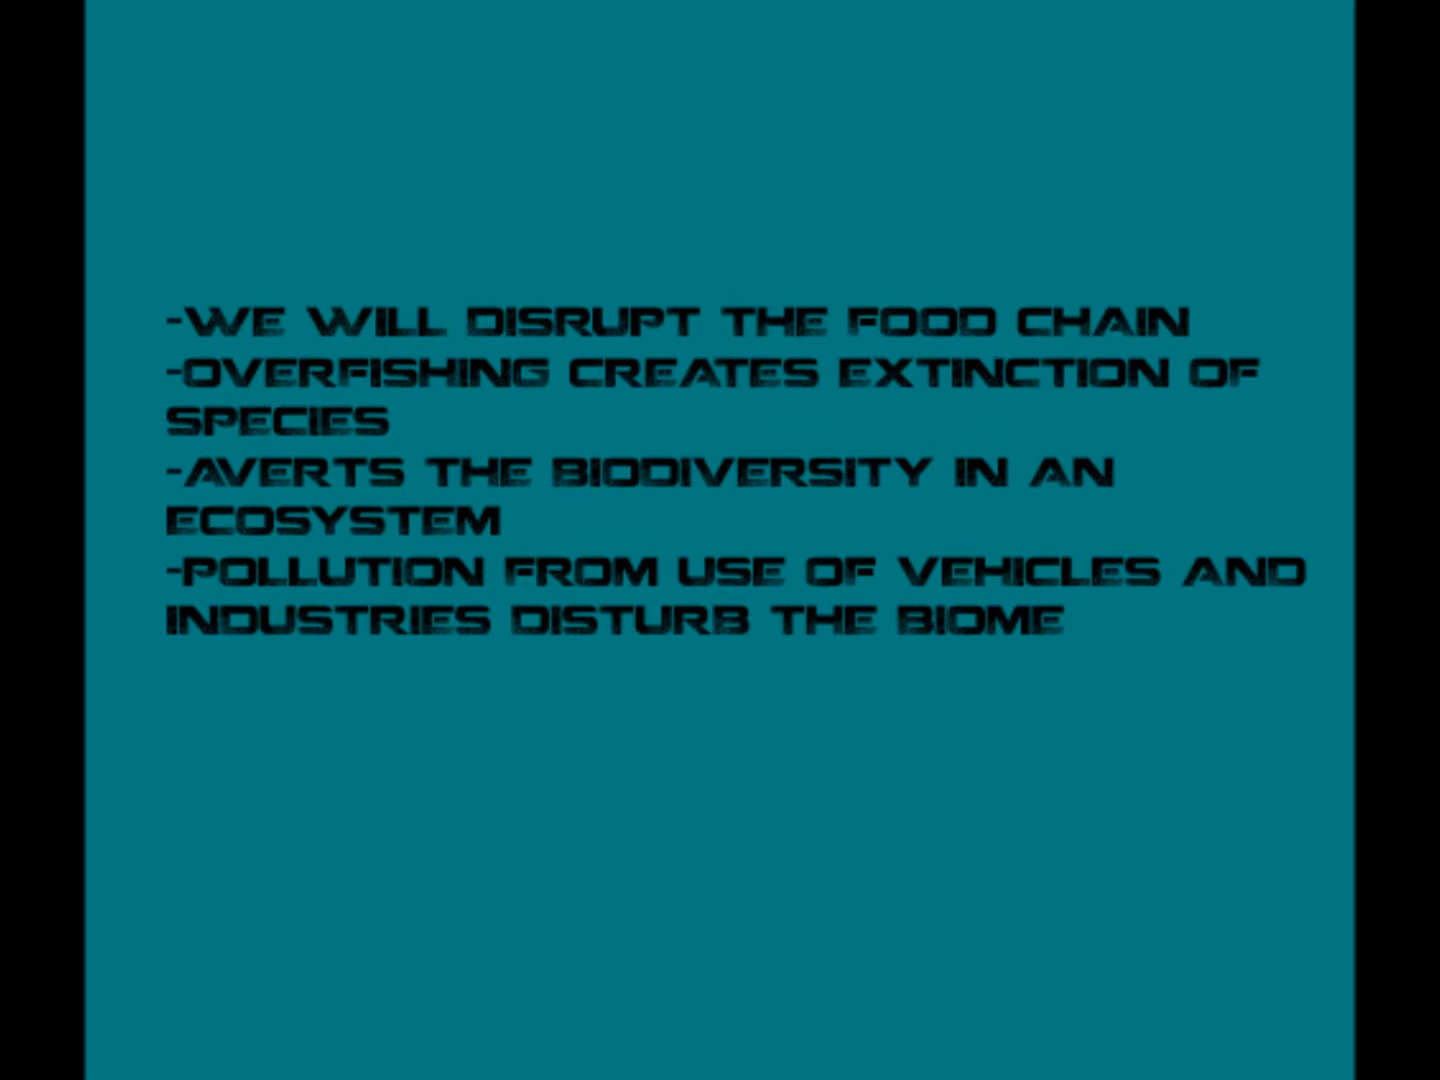 -WE WILL DISRUPT THE FOOD CHAIN
-OVERFISHING CREATES EXTINCTION OF
SPECIES
-AVERTS THE BIODIVERSITY IN AN
ECOSYSTEM
-POLLUTION FROM USE OF VEHICLES AND
INDUSTRIES DISTURB THE BIOME